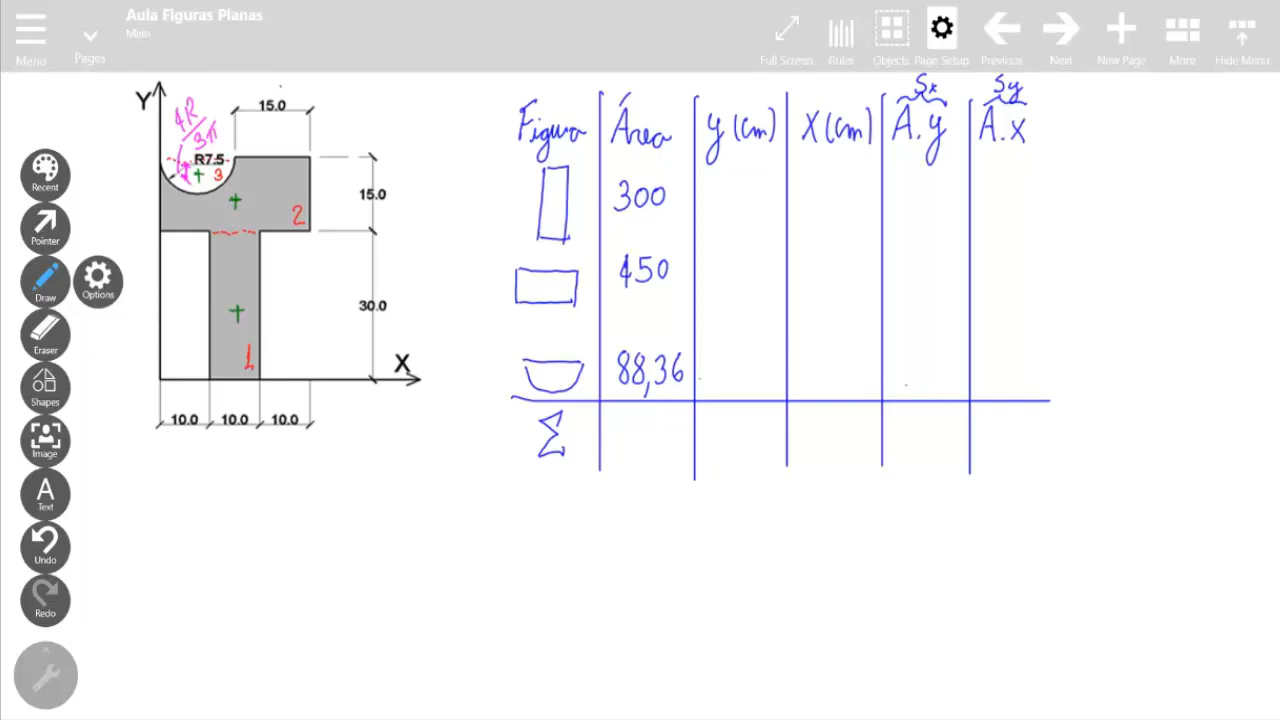 Aula Figuras Planas
Main
Menu
Pages
Full Screen
Ruler
Objects
Page Setup
Previous
Next
New Page
More
Hide Menu
Recent
Pointer
Draw
Options
Eraser
Shapes
Image
Text
Undo
Redo
Y
15.0
4R
3π
R7.5
3
2
15.0
30.0
1
X
10.0 10.0 10.0
Sx Sy
Figura Área y (cm) X (cm) A.y A.x
300
450
88,36
Σ